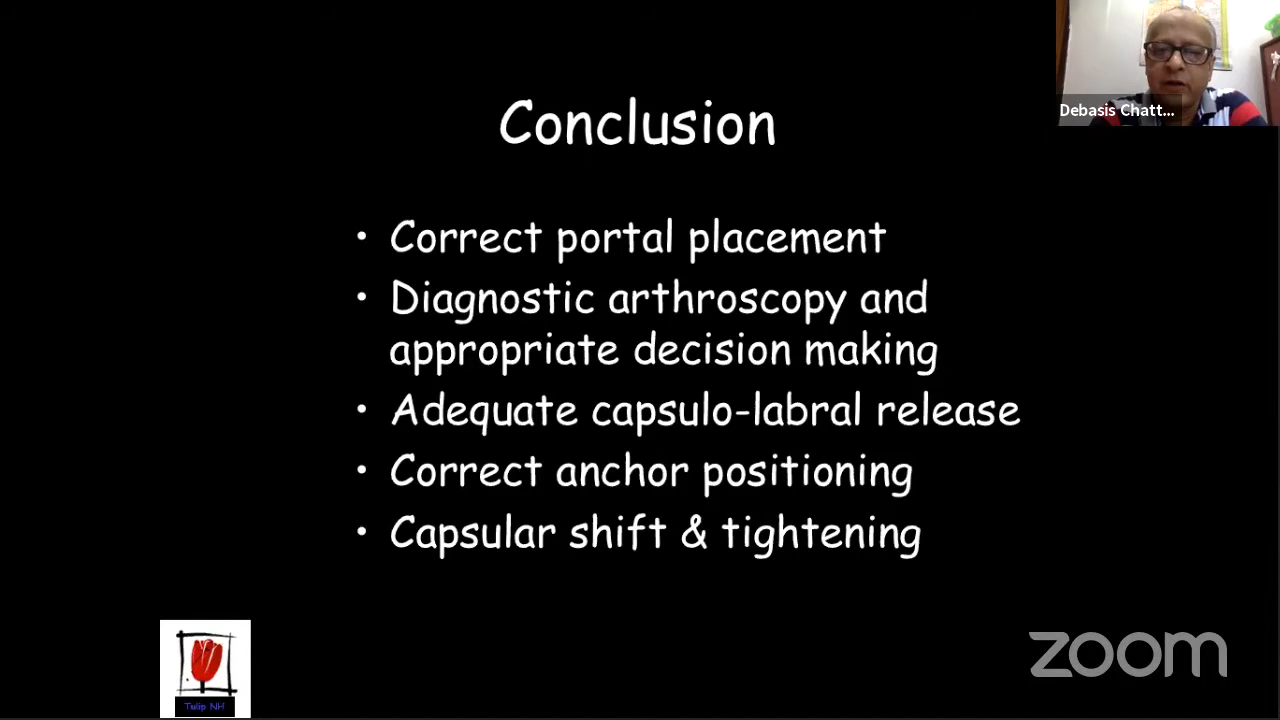 Debasis Chatt...
Conclusion
• Correct portal placement
• Diagnostic arthroscopy and
appropriate decision making
• Adequate capsulo-labral release
• Correct anchor positioning
• Capsular shift & tightening
Tulip NH
zoom